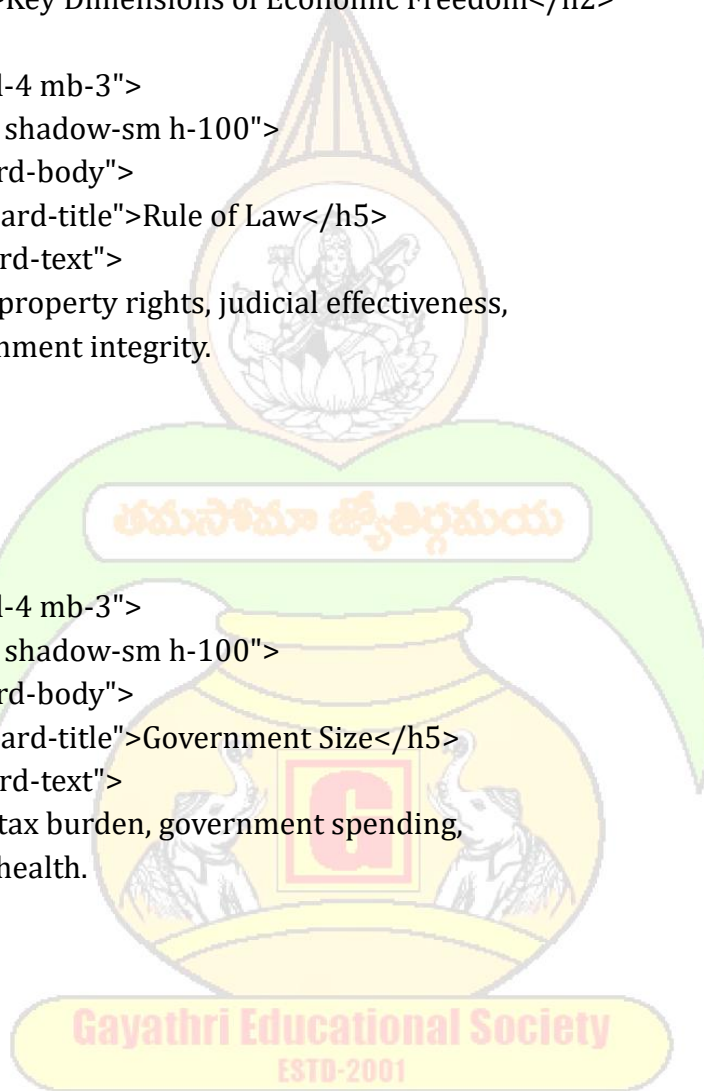 >Key Dimensions of Economic Freedom</h2>
l-4 mb-3">
shadow-sm h-100">
rd-body">
ard-title">Rule of Law</h5>
rd-text">
property rights, judicial effectiveness,
nment integrity.
తమసోమా జ్యోతిర్గమయ
l-4 mb-3">
shadow-sm h-100">
rd-body">
ard-title">Government Size</h5>
rd-text">
tax burden, government spending,
health.
G
Gayathri Educational Society
ESTD-2001